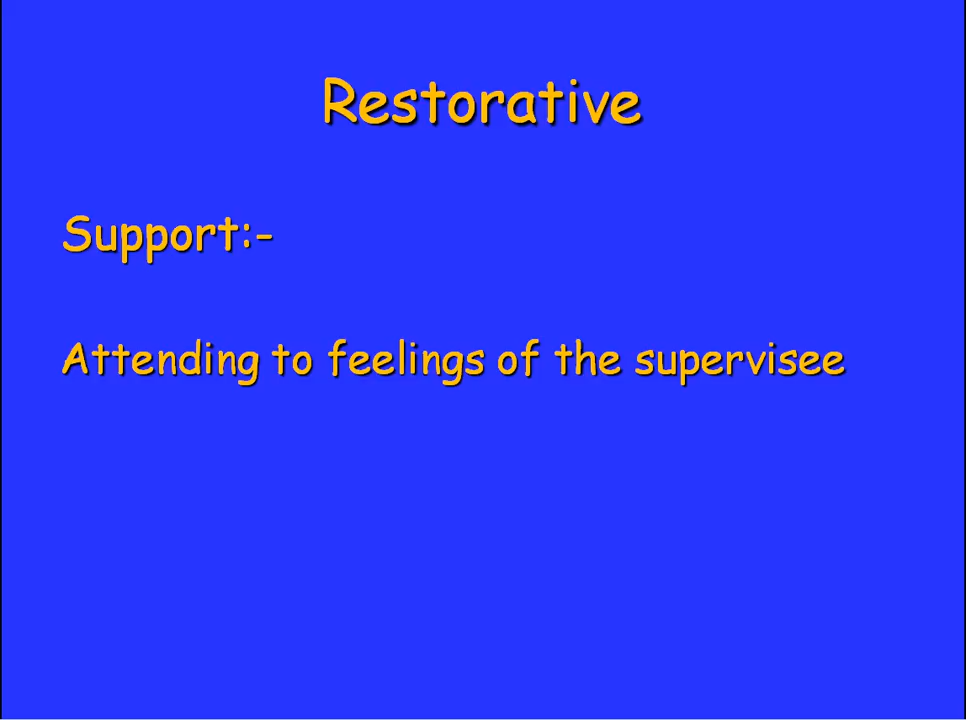 Restorative
Support:-
Attending to feelings of the supervisee